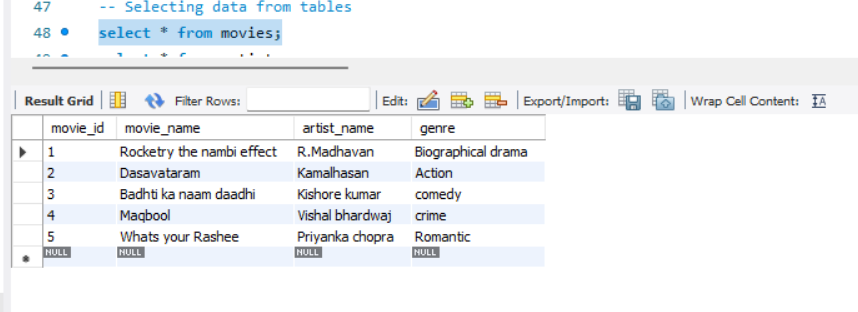 47 -- Selecting data from tables
48 select * from movies;
Result Grid Filter Rows: Edit: Export/Import: Wrap Cell Content: IA
movie_id movie_name artist_name genre
1 Rocketry the nambi effect R.Madhavan Biographical drama
2 Dasavataram Kamalhasan Action
3 Badhti ka naam daadhi Kishore kumar comedy
4 Maqbool Vishal bhardwaj crime
5 Whats your Rashee Priyanka chopra Romantic
NULL NULL NULL NULL